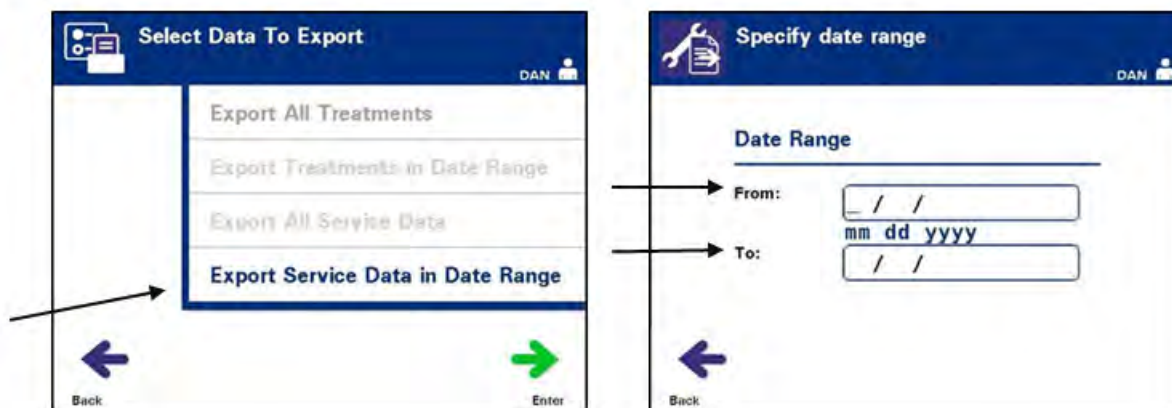 Select Data To Export
DAN
Export All Treatments
Export Treatments in Date Range
Export All Service Data
Export Service Data in Date Range
Back
Enter
Specify date range
DAN
Date Range
From:
_ / /
mm dd yyyy
To:
/ /
Back